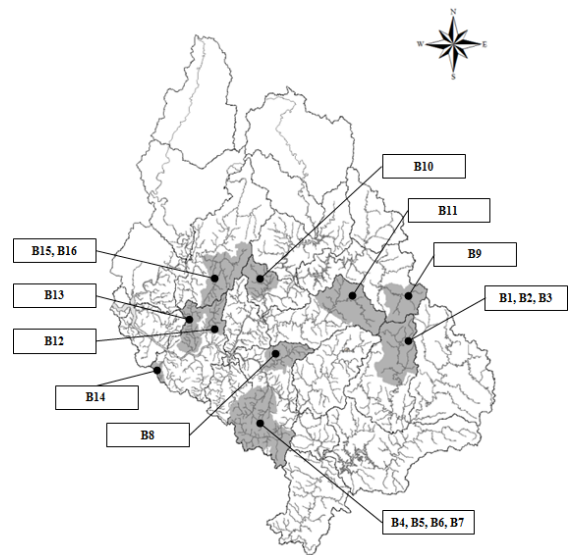 N
W E
S
B10
B11
B15, B16
B9
B13
B1, B2, B3
B12
B14
B8
B4, B5, B6, B7